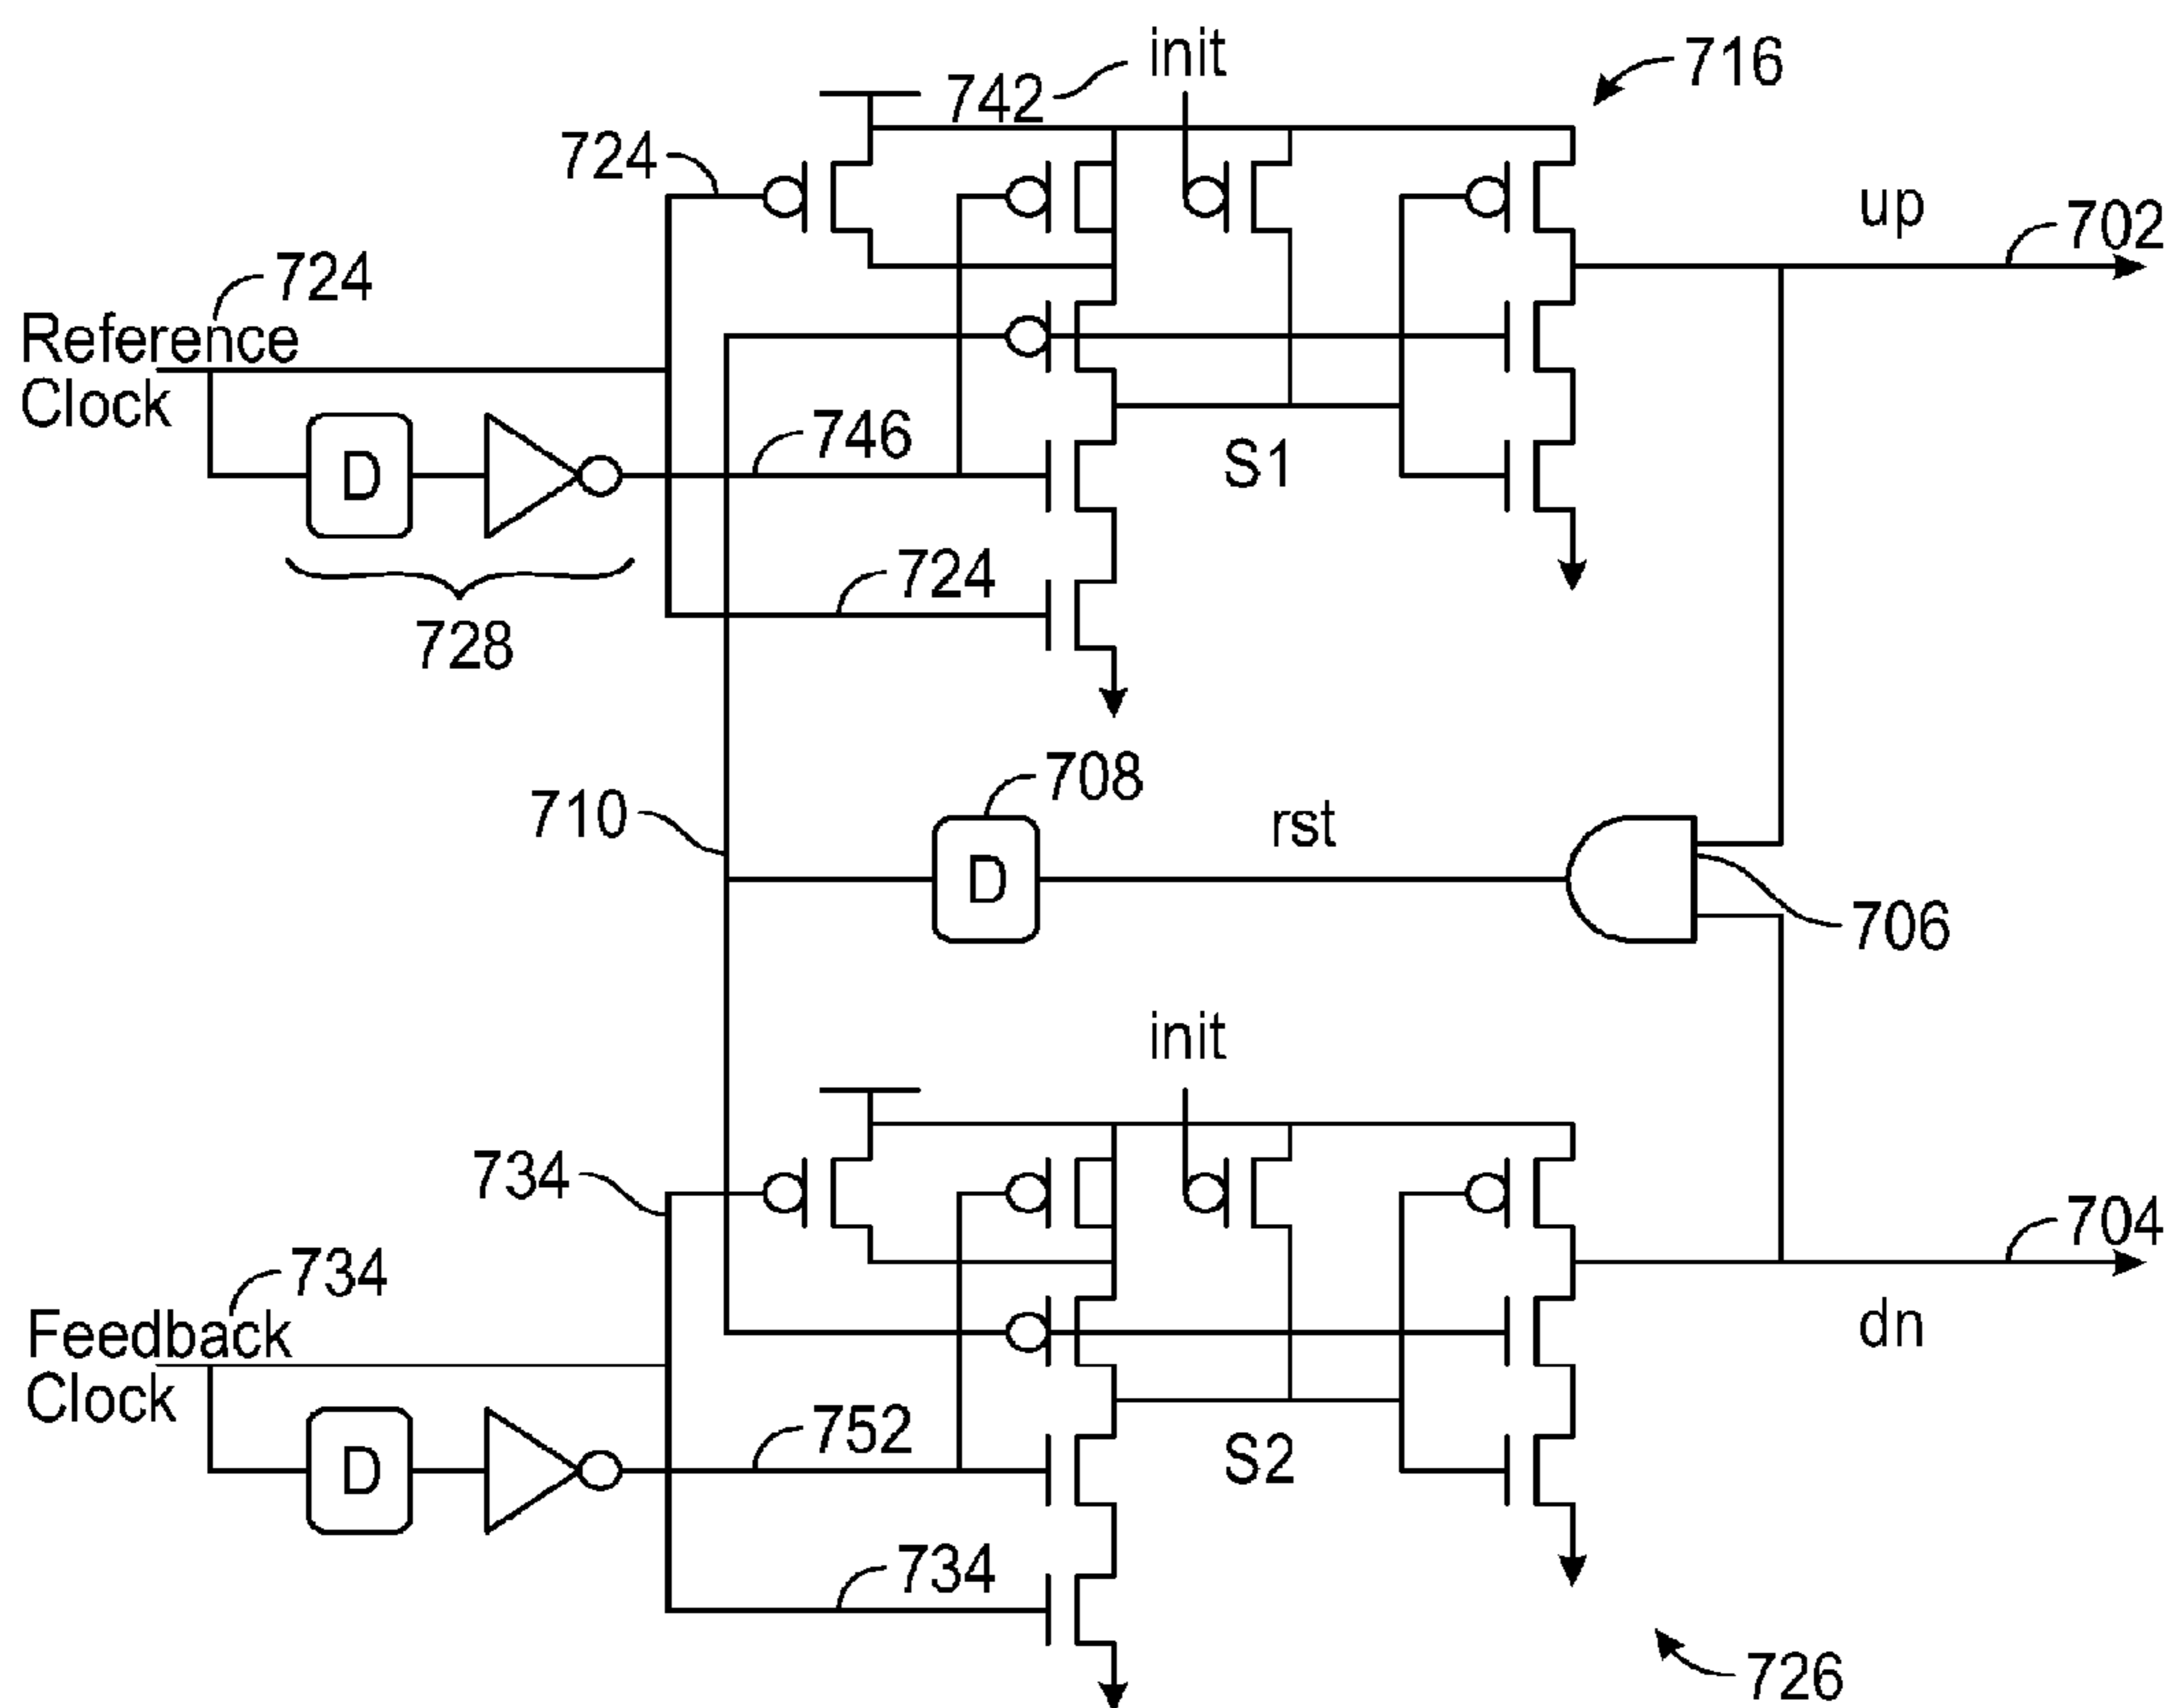 init
716
742
724
up
702
724
Reference
Clock
746
S1
D
724
728
708
710
rst
D
706
init
734
704
734
Feedback
Clock
dn
752
S2
D
734
726